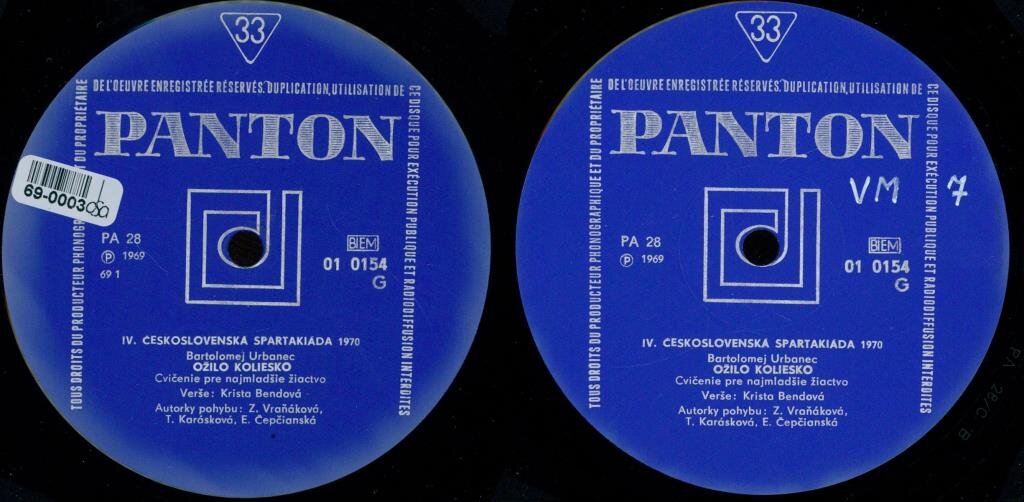 33
DE L'OEUVRE ENREGISTRÉE RÉSERVÉS. DUPLICATION, UTILISATION DE
CE DISQUE POUR EXÉCUTION PUBLIQUE ET RADIODIFFUSION INTERDITES
TOUS DROITS DU PRODUCTEUR PHONOGRA ET DU PROPRIÉTAIRE
PANTON
69-0003
PA 28
Ⓟ 1969
69 1
BIEM
01 0154
G
IV. ČESKOSLOVENSKÁ SPARTAKIÁDA 1970
Bartolomej Urbanec
OŽILO KOLIESKO
Cvičenie pre najmladšie žiactvo
Verše: Krista Bendová
Autorky pohybu: Z. Vraňáková,
T. Karásková, E. Čepčianská
33
DE L'OEUVRE ENREGISTRÉE RÉSERVÉS. DUPLICATION, UTILISATION DE
CE DISQUE POUR EXÉCUTION PUBLIQUE ET RADIODIFFUSION INTERDITES
TOUS DROITS DU PRODUCTEUR PHONOGRAPHIQUE ET DU PROPRIÉTAIRE
PANTON
VM 7
PA 28
Ⓟ 1969
BIEM
01 0154
G
IV. ČESKOSLOVENSKÁ SPARTAKIÁDA 1970
Bartolomej Urbanec
OŽILO KOLIESKO
Cvičenie pre najmladšie žiactvo
Verše: Krista Bendová
Autorky pohybu: Z. Vraňáková,
T. Karásková, E. Čepčianská